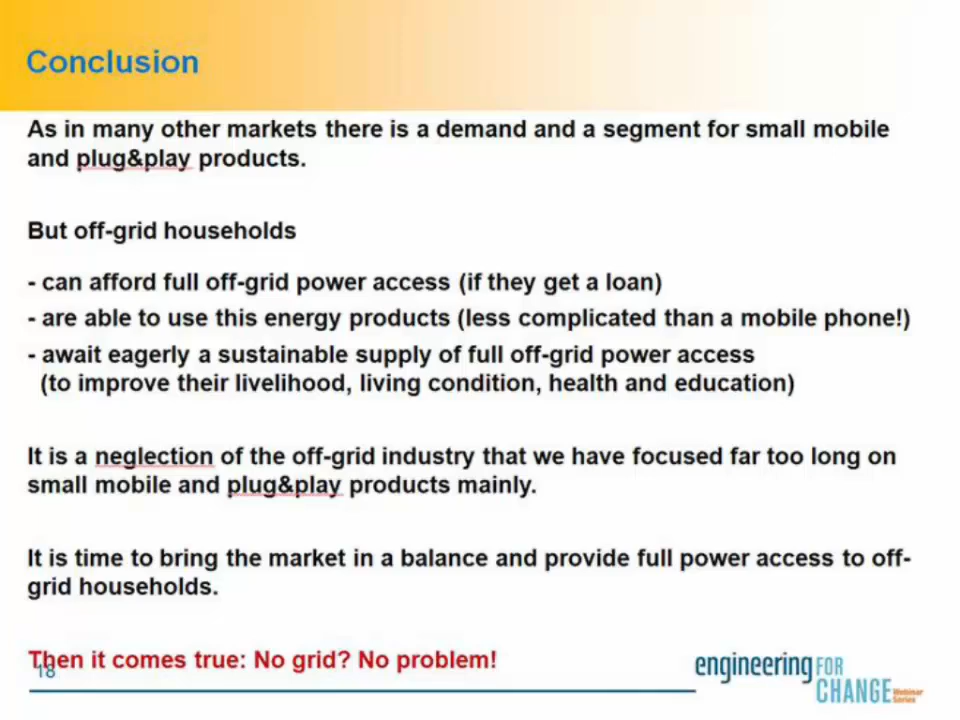 Conclusion
As in many other markets there is a demand and a segment for small mobile
and plug&play products.
But off-grid households
- can afford full off-grid power access (if they get a loan)
- are able to use this energy products (less complicated than a mobile phone!)
- await eagerly a sustainable supply of full off-grid power access
(to improve their livelihood, living condition, health and education)
It is a neglection of the off-grid industry that we have focused far too long on
small mobile and plug&play products mainly.
It is time to bring the market in a balance and provide full power access to off-
grid households.
Then it comes true: No grid? No problem!
18
engineering FOR
CHANGE Webinar
Series